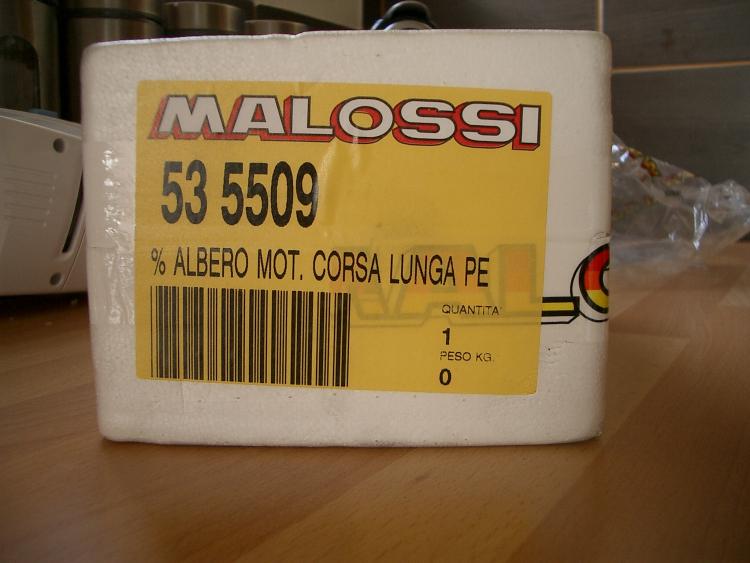 MALOSSI
53 5509
% ALBERO MOT. CORSA LUNGA PE
QUANTITA'
1
PESO KG.
0